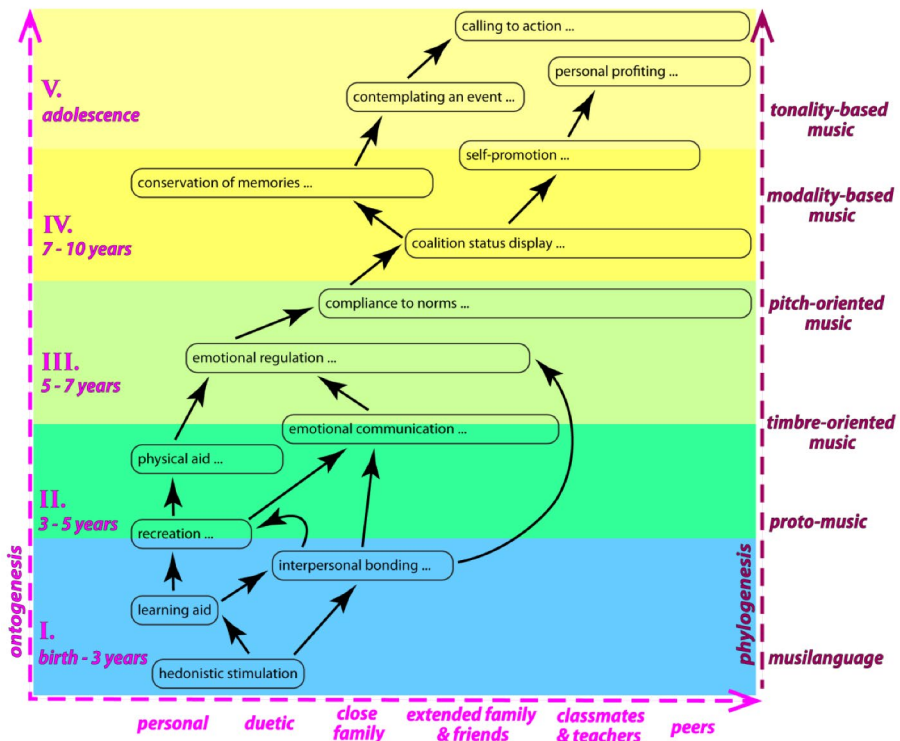 calling to action ...
personal profiting ...
V.
adolescence
contemplating an event ...
tonality-based
music
self-promotion ...
conservation of memories ...
modality-based
music
IV.
7 - 10 years
coalition status display ...
compliance to norms ...
pitch-oriented
music
III.
5 - 7 years
emotional regulation ...
emotional communication ...
timbre-oriented
music
physical aid ...
II.
3 - 5 years
recreation ...
proto-music
interpersonal bonding ...
ontogenesis
phylogenesis
learning aid
I.
birth - 3 years
hedonistic stimulation
musilanguage
personal
duetic
close
family
extended family
& friends
classmates
& teachers
peers